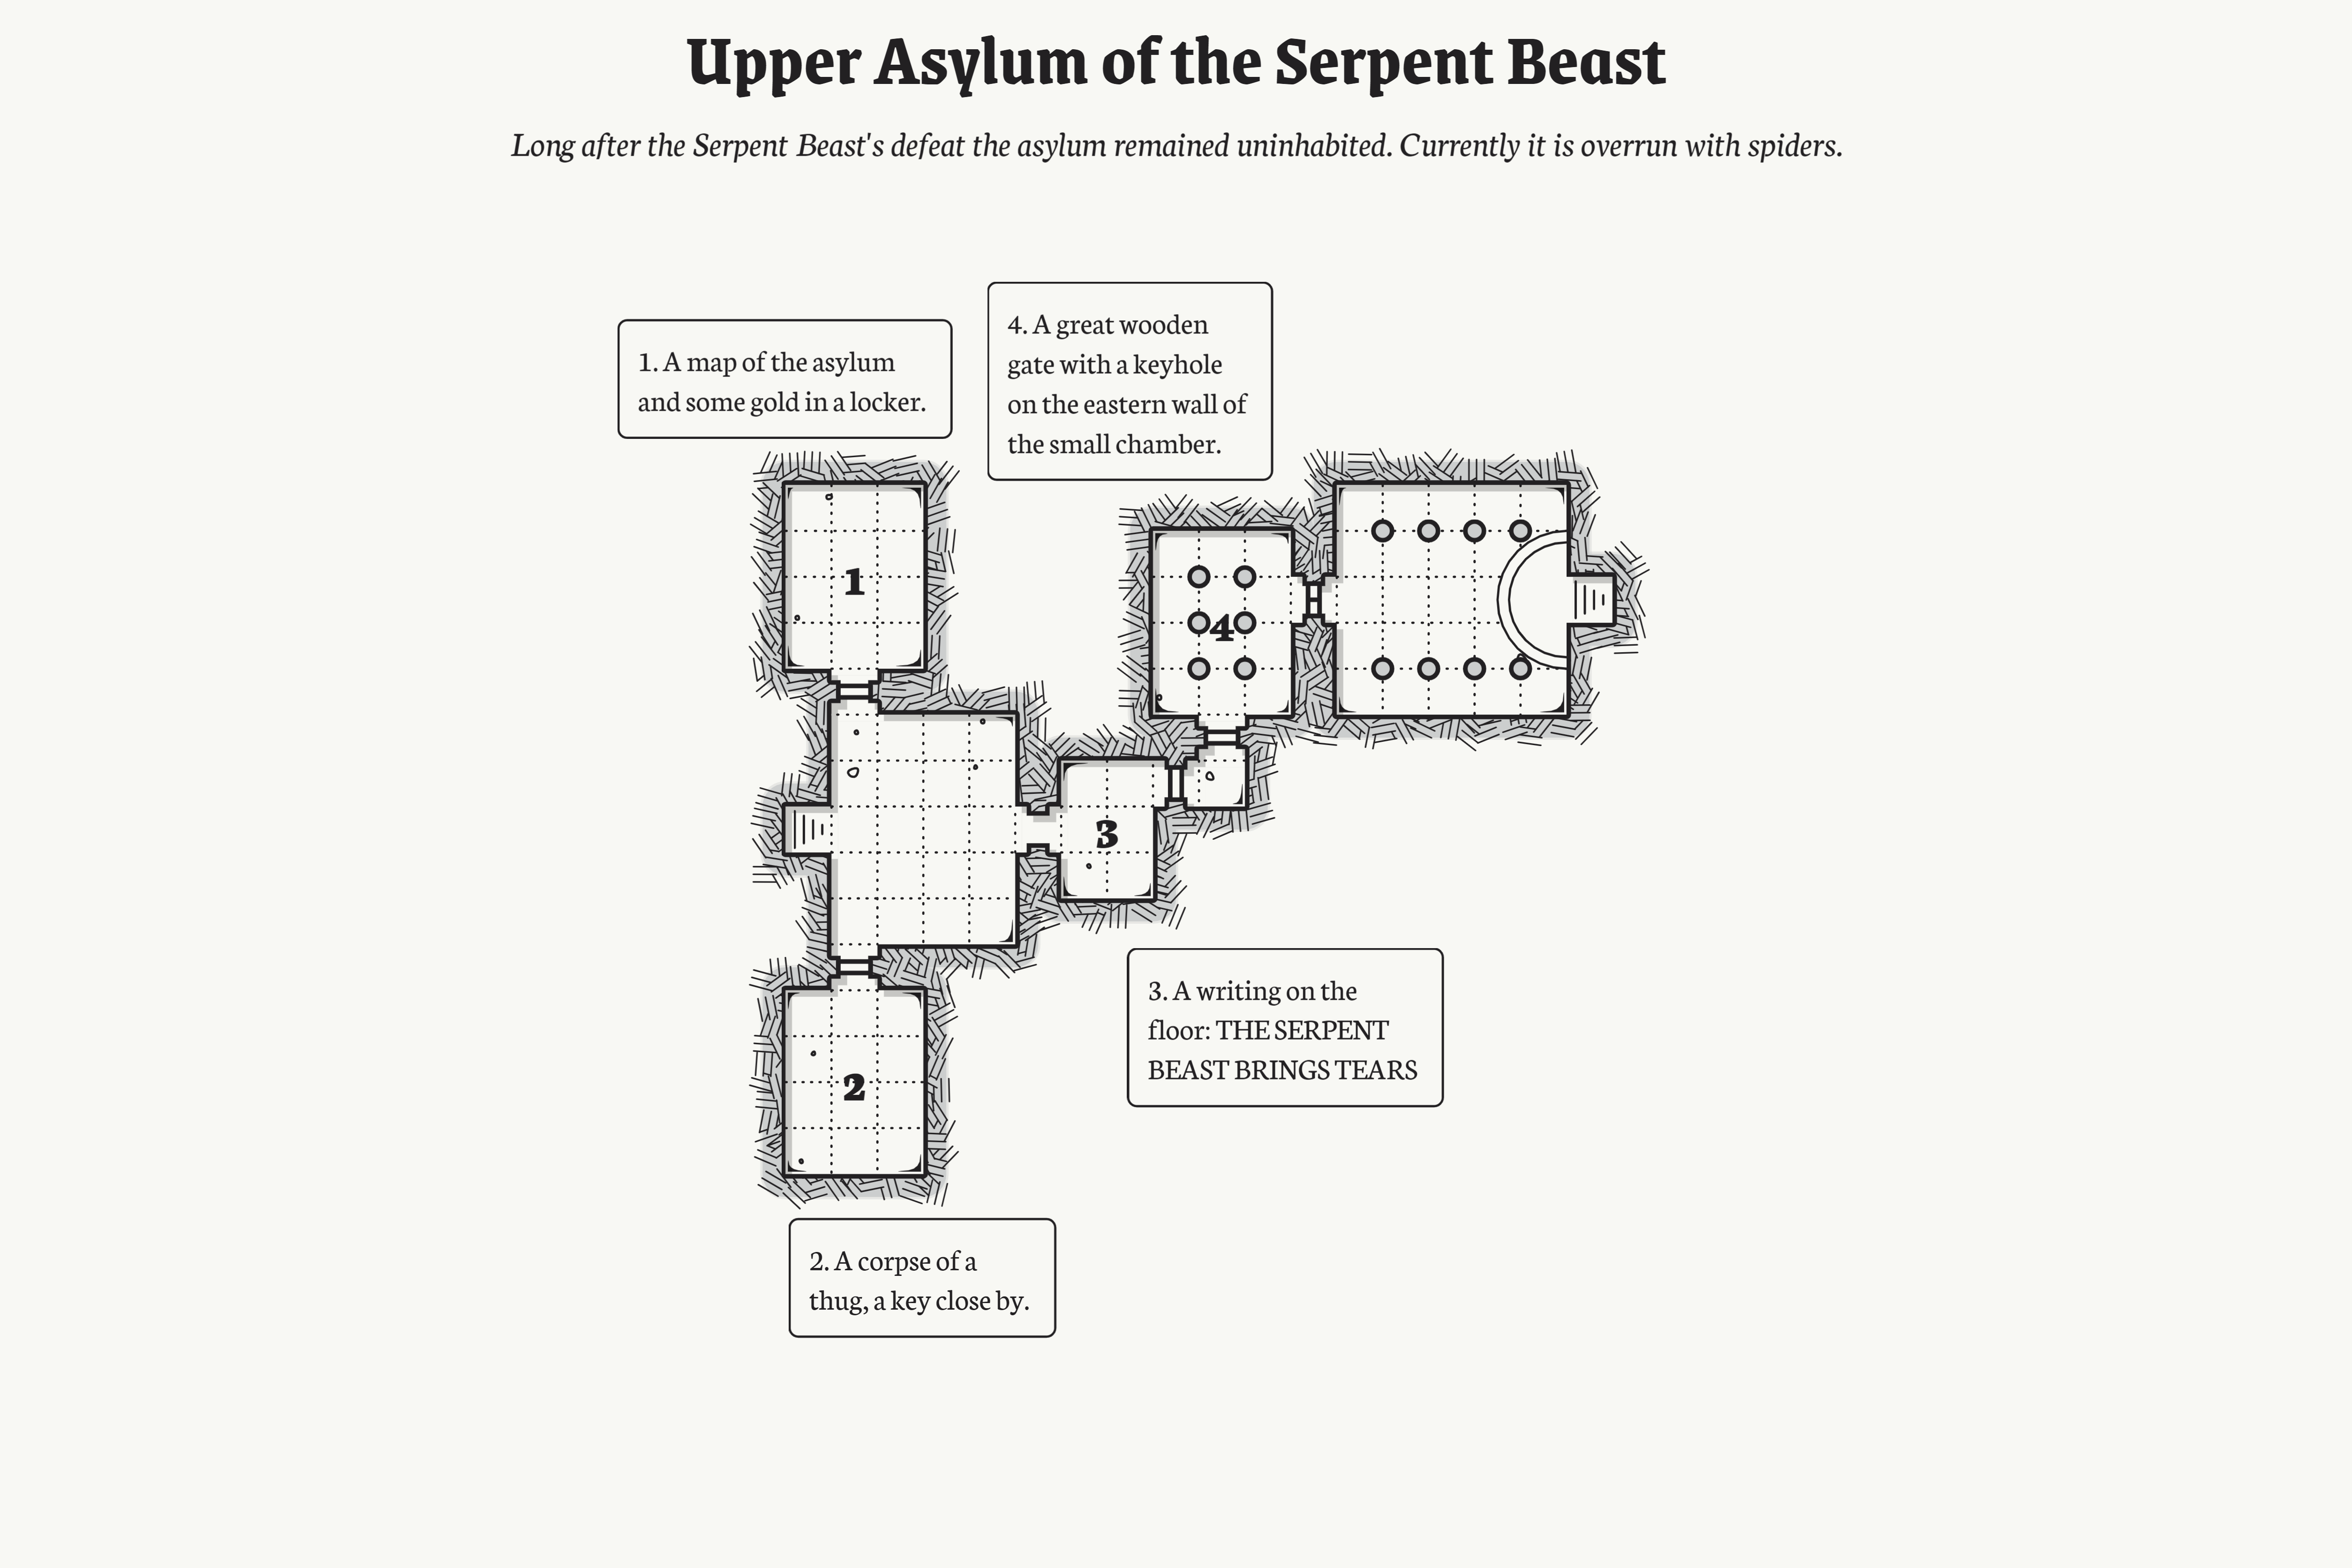 Upper Asylum of the Serpent Beast
Long after the Serpent Beast's defeat the asylum remained uninhabited. Currently it is overrun with spiders.
1. A map of the asylum
and some gold in a locker.
4. A great wooden
gate with a keyhole
on the eastern wall of
the small chamber.
1
4
3
2
3. A writing on the
floor: THE SERPENT
BEAST BRINGS TEARS
2. A corpse of a
thug, a key close by.